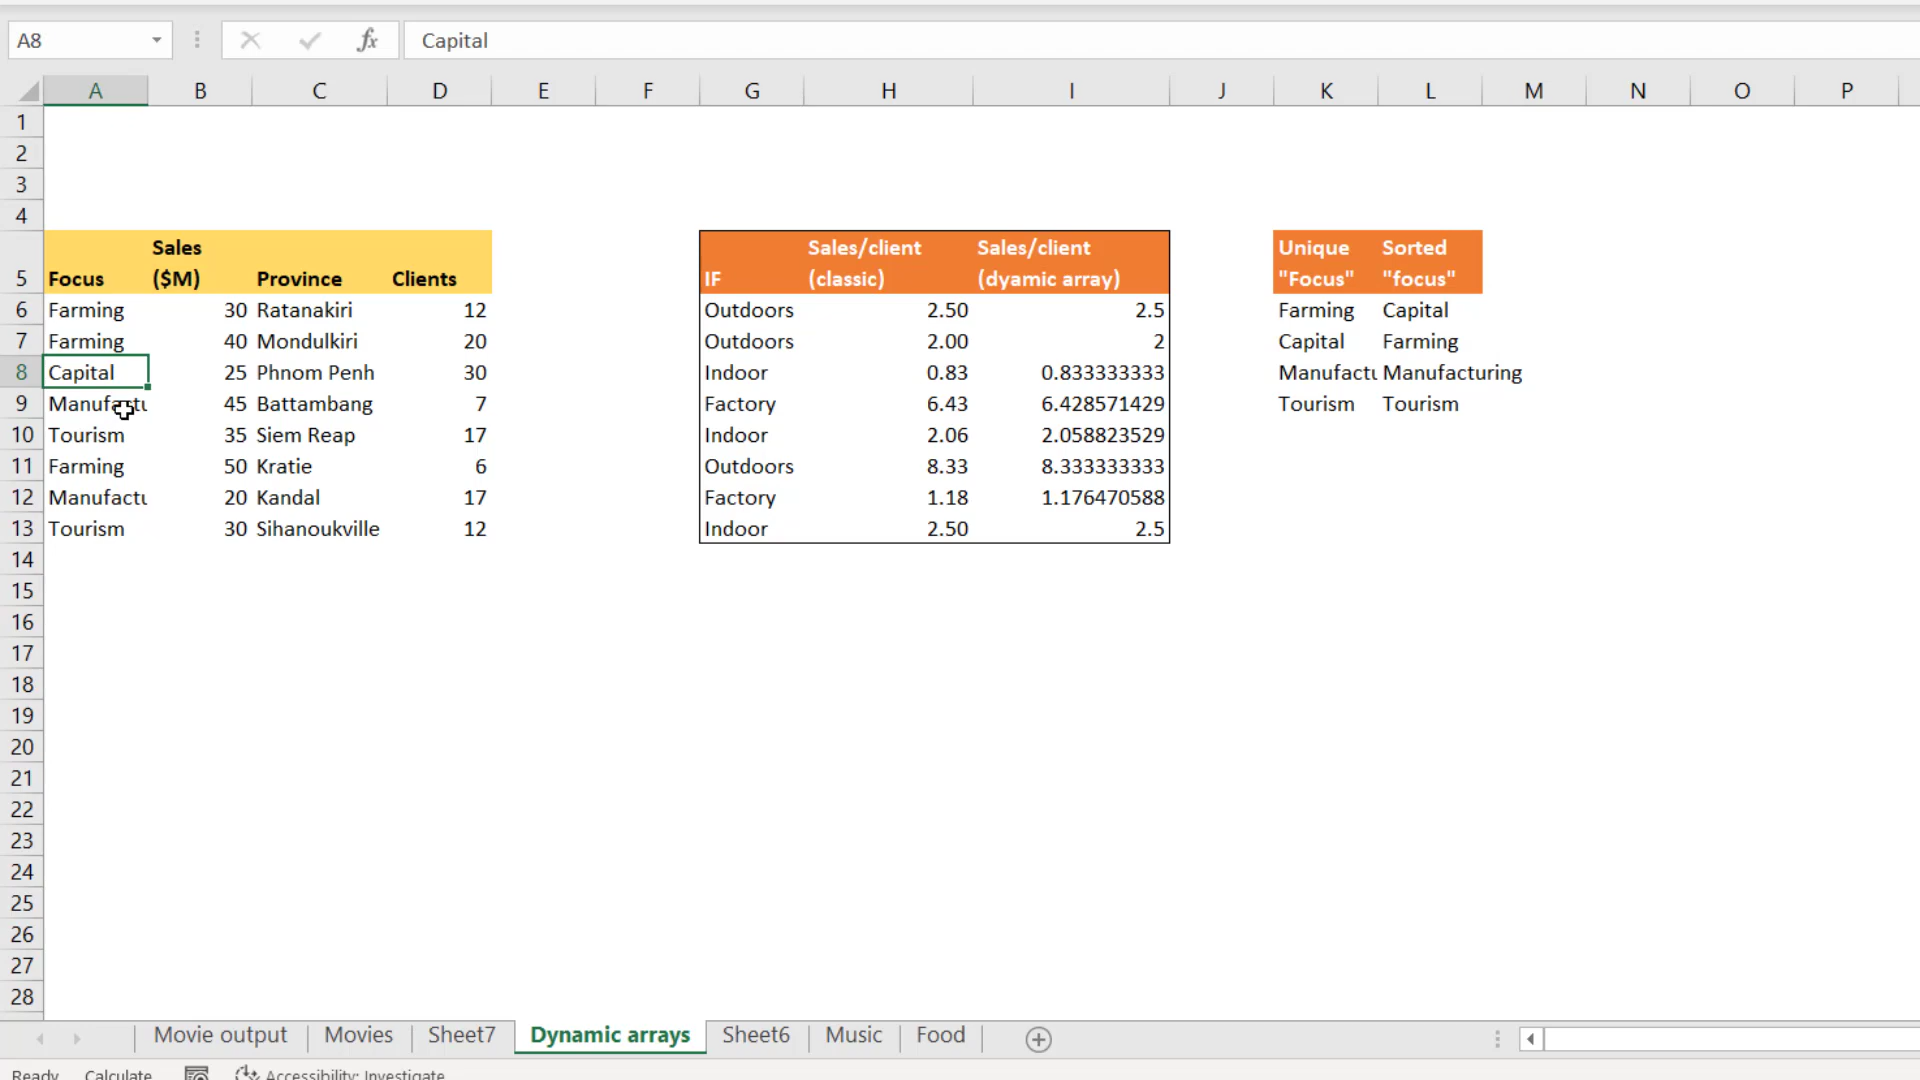 A8 fx Capital
A B C D E F G H I J K L M N O P
1
2
3
4
Sales Sales/client Sales/client Unique Sorted
5 Focus ($M) Province Clients IF (classic) (dyamic array) "Focus" "focus"
6 Farming 30 Ratanakiri 12 Outdoors 2.50 2.5 Farming Capital
7 Farming 40 Mondulkiri 20 Outdoors 2.00 2 Capital Farming
8 Capital 25 Phnom Penh 30 Indoor 0.83 0.833333333 Manufactu Manufacturing
9 Manufactu 45 Battambang 7 Factory 6.43 6.428571429 Tourism Tourism
10 Tourism 35 Siem Reap 17 Indoor 2.06 2.058823529
11 Farming 50 Kratie 6 Outdoors 8.33 8.333333333
12 Manufactu 20 Kandal 17 Factory 1.18 1.176470588
13 Tourism 30 Sihanoukville 12 Indoor 2.50 2.5
14
15
16
17
18
19
20
21
22
23
24
25
26
27
28
Movie output Movies Sheet7 Dynamic arrays Sheet6 Music Food
Ready Calculate Accessibility: Investigate